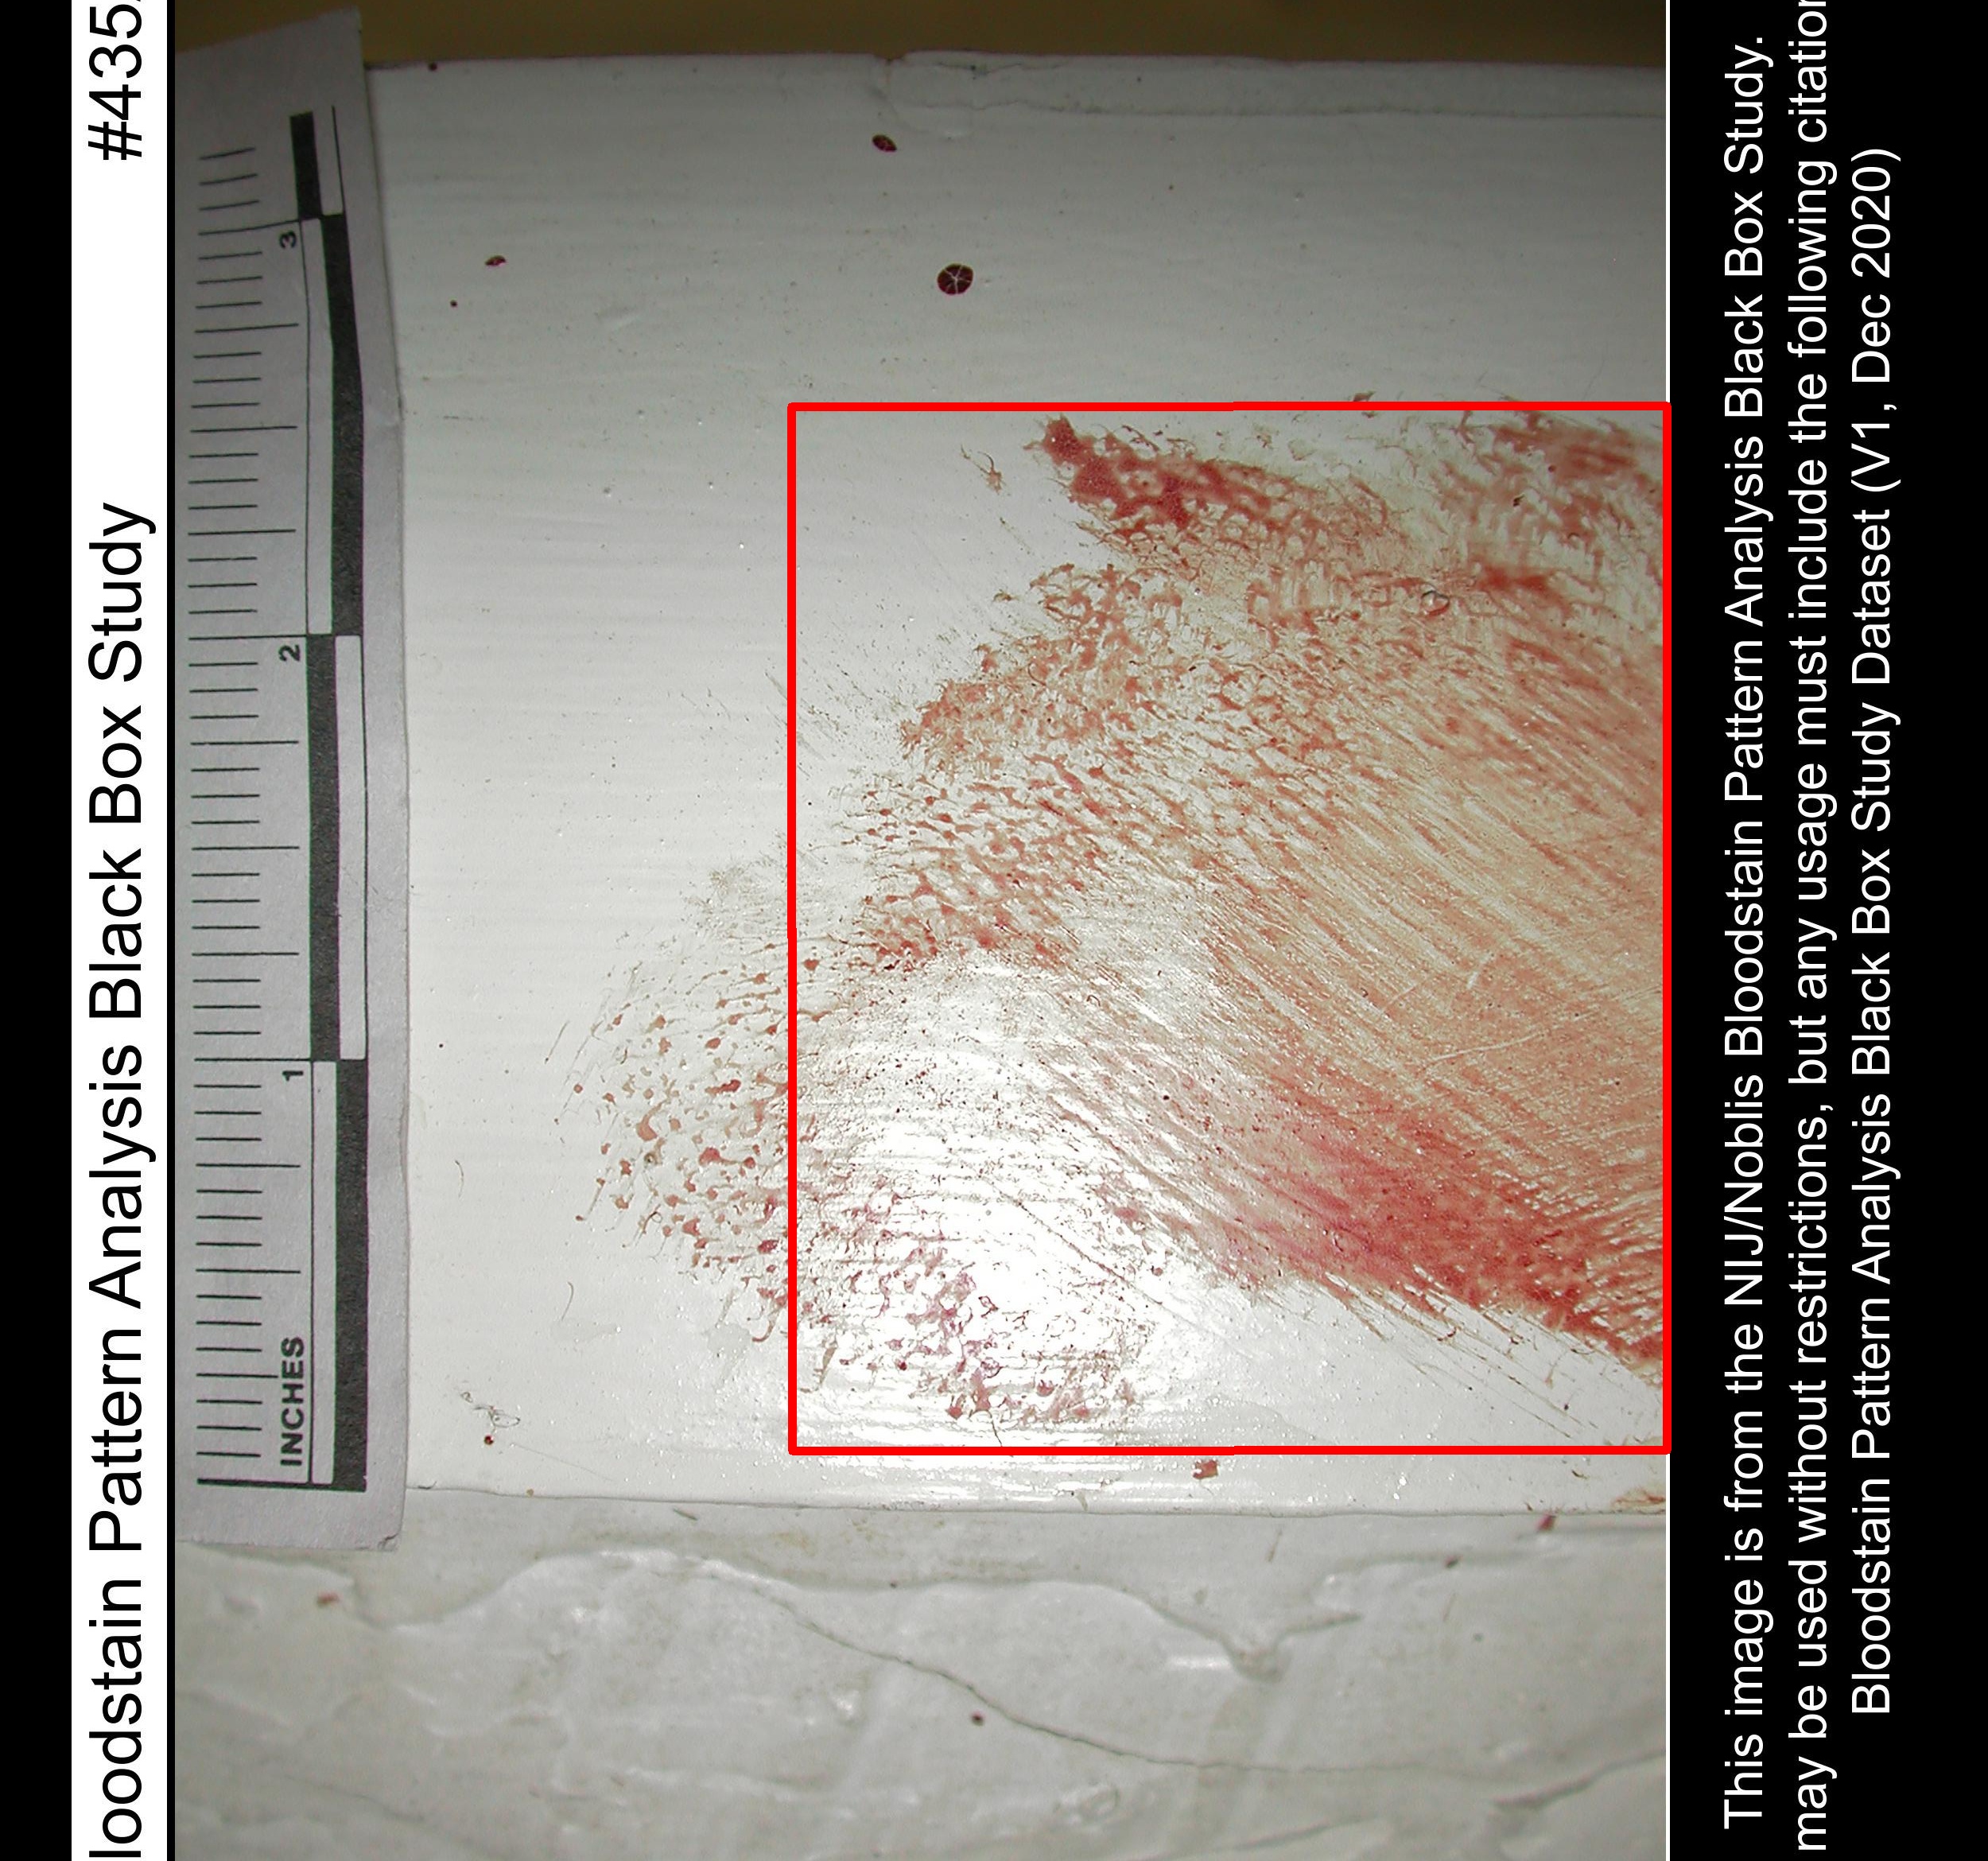 loodstain Pattern Analysis Black Box Study #435
INCHES
1
2
3
This image is from the NIJ/Noblis Bloodstain Pattern Analysis Black Box Study.
may be used without restrictions, but any usage must include the following citation
Bloodstain Pattern Analysis Black Box Study Dataset (V1, Dec 2020)